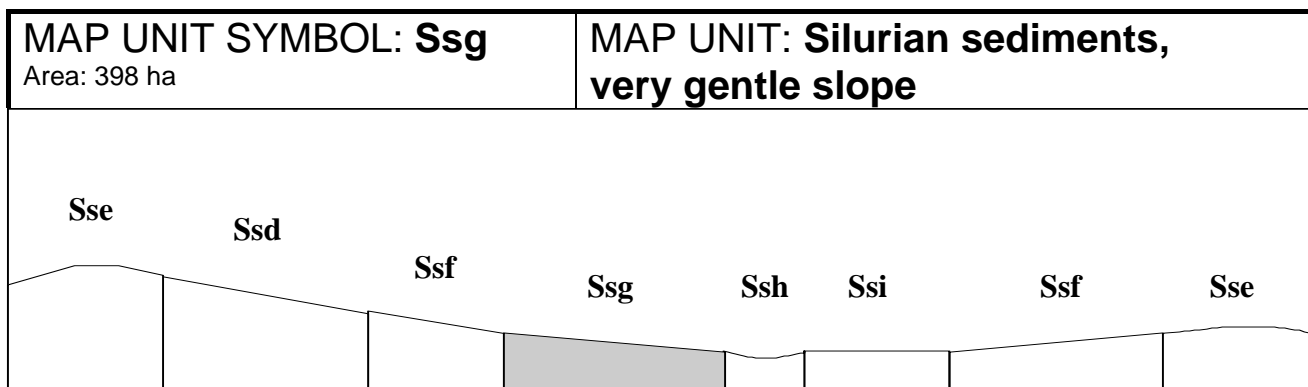 MAP UNIT SYMBOL: Ssg
Area: 398 ha
MAP UNIT: Silurian sediments,
very gentle slope
Sse
Ssd
Ssf
Ssg
Ssh
Ssi
Ssf
Sse